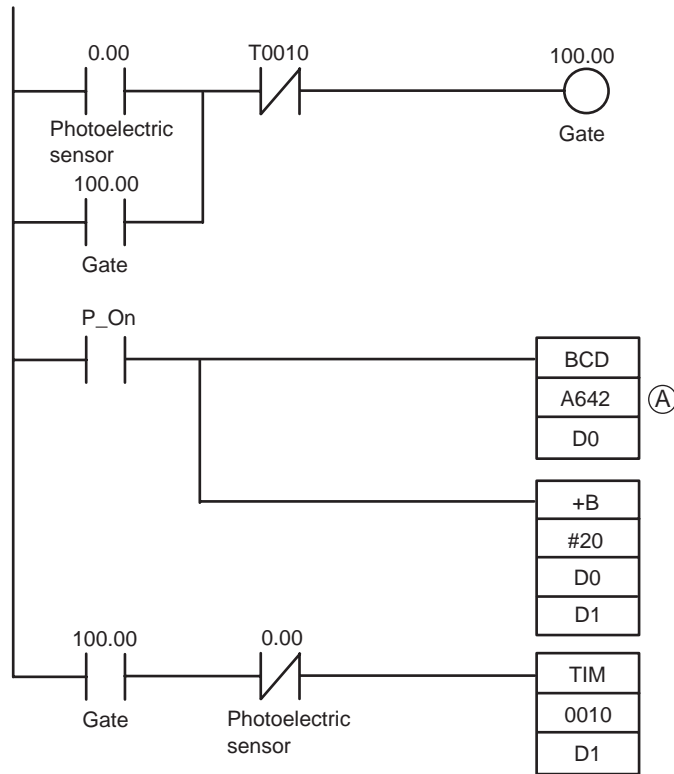 0.00 T0010 100.00
Photoelectric
sensor
Gate
100.00
Gate
P_On
BCD
A642 A
D0
+B
#20
D0
D1
100.00 0.00
TIM
Gate Photoelectric
sensor
0010
D1